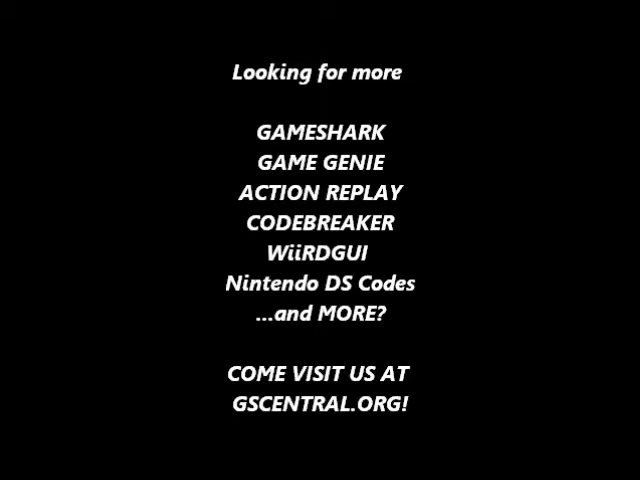 Looking for more
GAMESHARK
GAME GENIE
ACTION REPLAY
CODEBREAKER
WiiRDGUI
Nintendo DS Codes
...and MORE?
COME VISIT US AT
GSCENTRAL.ORG!